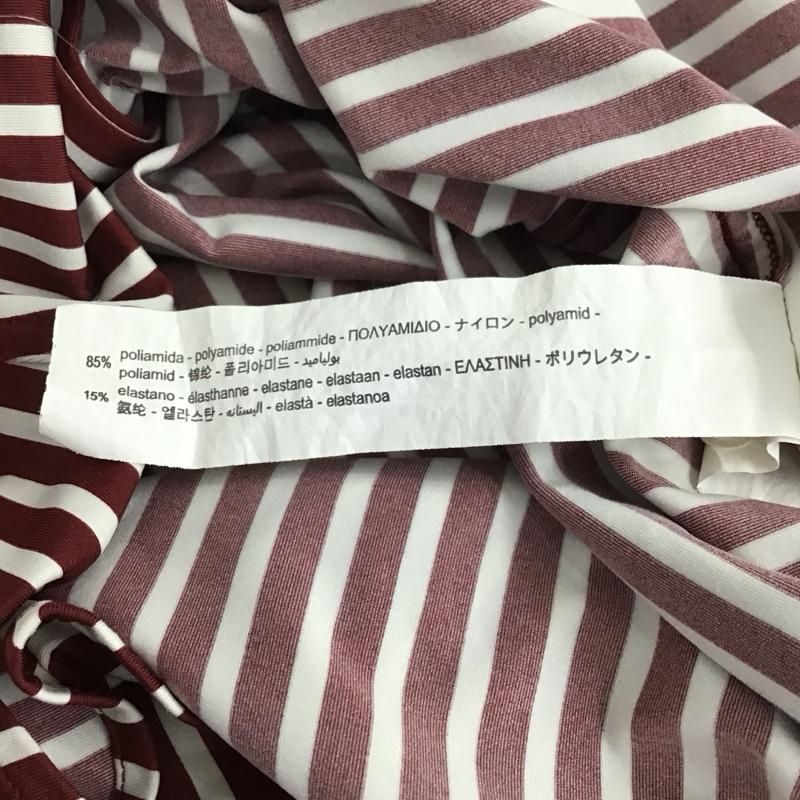 85% poliamida - polyamide - poliammide - ΠΟΛΥΑΜΙΔΙΟ - ナイロン - polyamid -
poliamid - 锦纶 - 폴리아미드 - بولياميد
15% elastano - élasthanne - elastane - elastaan - elastan - ΕΛΑΣΤΙΝΗ - ポリウレタン -
氨纶 - 엘라스탄 - اليستانه - elastà - elastanoa